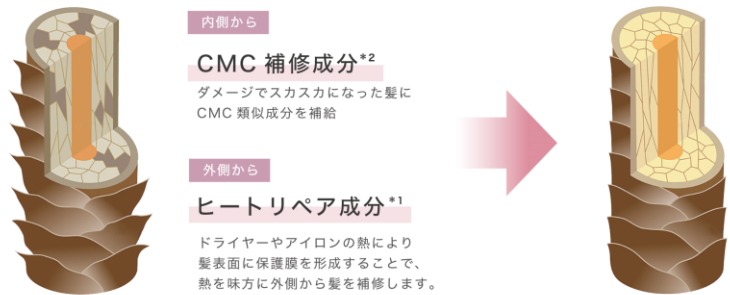 内側から
CMC 補修成分*2
ダメージでスカスカになった髪に
CMC 類似成分を補給
外側から
ヒートリペア成分*1
ドライヤーやアイロンの熱により
髪表面に保護膜を形成することで、
熱を味方に外側から髪を補修します。